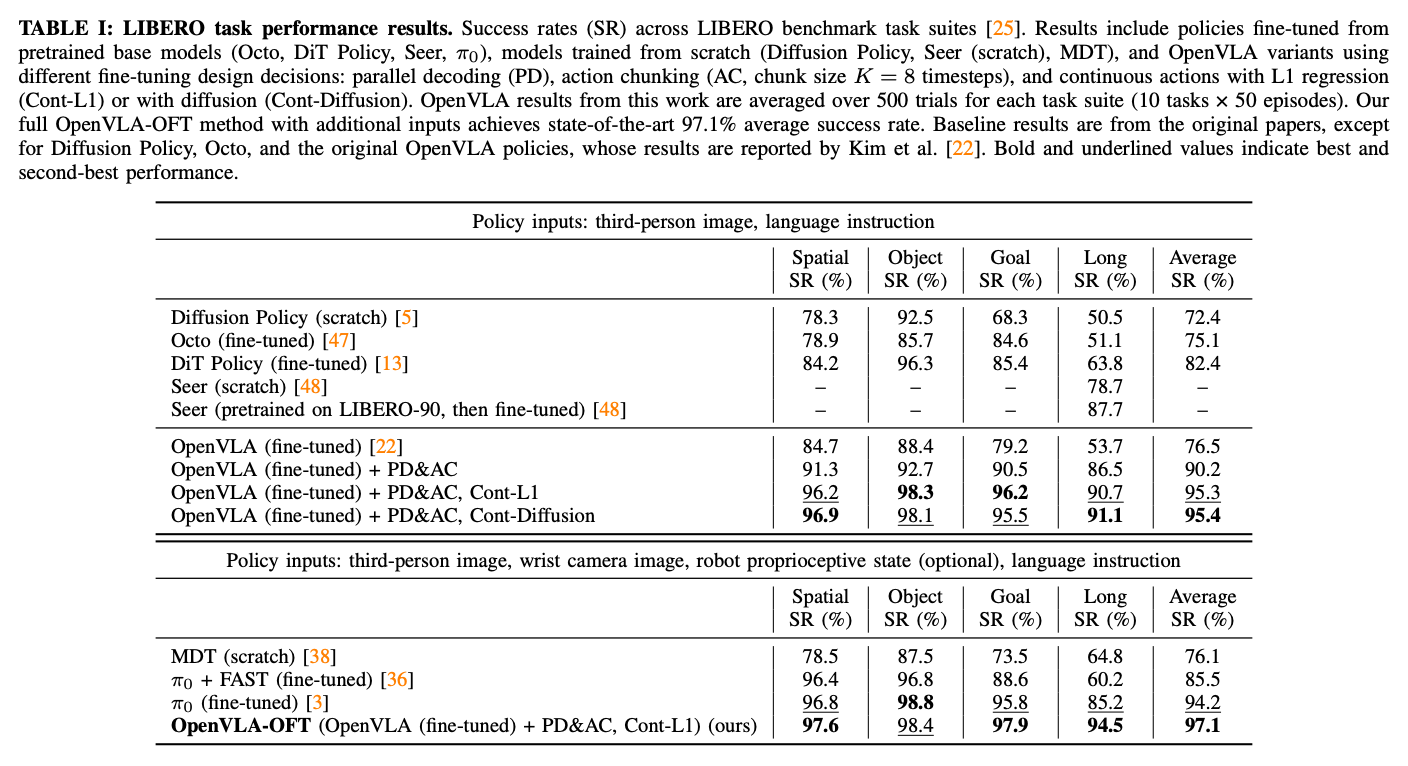 TABLE I: LIBERO task performance results. Success rates (SR) across LIBERO benchmark task suites [25]. Results include policies fine-tuned from
pretrained base models (Octo, DiT Policy, Seer, π0), models trained from scratch (Diffusion Policy, Seer (scratch), MDT), and OpenVLA variants using
different fine-tuning design decisions: parallel decoding (PD), action chunking (AC, chunk size K = 8 timesteps), and continuous actions with L1 regression
(Cont-L1) or with diffusion (Cont-Diffusion). OpenVLA results from this work are averaged over 500 trials for each task suite (10 tasks × 50 episodes). Our
full OpenVLA-OFT method with additional inputs achieves state-of-the-art 97.1% average success rate. Baseline results are from the original papers, except
for Diffusion Policy, Octo, and the original OpenVLA policies, whose results are reported by Kim et al. [22]. Bold and underlined values indicate best and
second-best performance.
Policy inputs: third-person image, language instruction
Spatial Object Goal Long Average
SR (%) SR (%) SR (%) SR (%) SR (%)
Diffusion Policy (scratch) [5] 78.3 92.5 68.3 50.5 72.4
Octo (fine-tuned) [47] 78.9 85.7 84.6 51.1 75.1
DiT Policy (fine-tuned) [13] 84.2 96.3 85.4 63.8 82.4
Seer (scratch) [48] – – – 78.7 –
Seer (pretrained on LIBERO-90, then fine-tuned) [48] – – – 87.7 –
OpenVLA (fine-tuned) [22] 84.7 88.4 79.2 53.7 76.5
OpenVLA (fine-tuned) + PD&AC 91.3 92.7 90.5 86.5 90.2
OpenVLA (fine-tuned) + PD&AC, Cont-L1 96.2 98.3 96.2 90.7 95.3
OpenVLA (fine-tuned) + PD&AC, Cont-Diffusion 96.9 98.1 95.5 91.1 95.4
Policy inputs: third-person image, wrist camera image, robot proprioceptive state (optional), language instruction
Spatial Object Goal Long Average
SR (%) SR (%) SR (%) SR (%) SR (%)
MDT (scratch) [38] 78.5 87.5 73.5 64.8 76.1
π0 + FAST (fine-tuned) [36] 96.4 96.8 88.6 60.2 85.5
π0 (fine-tuned) [3] 96.8 98.8 95.8 85.2 94.2
OpenVLA-OFT (OpenVLA (fine-tuned) + PD&AC, Cont-L1) (ours) 97.6 98.4 97.9 94.5 97.1